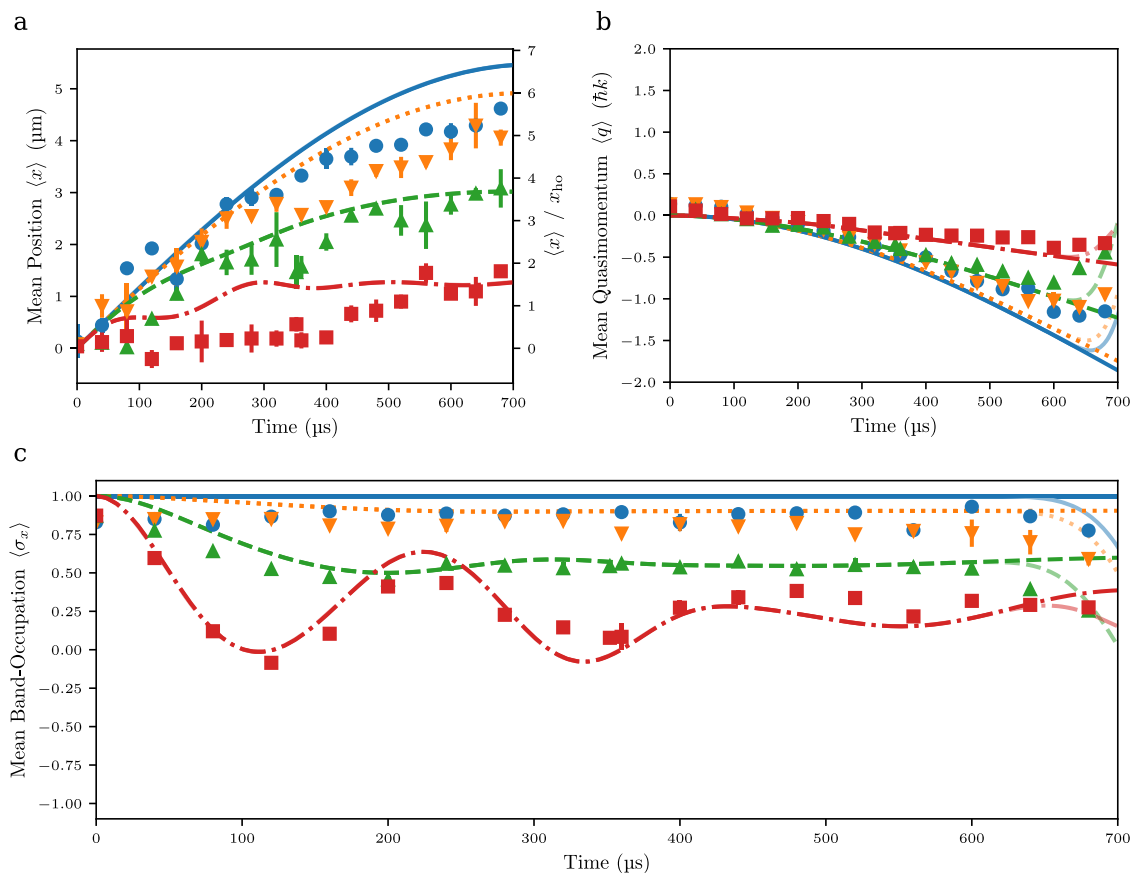 a
b
7
6
5
4
3
2
1
0
5
4
3
2
1
0
Mean Position ⟨x⟩ (µm)
⟨x⟩ / x_ho
0 100 200 300 400 500 600 700
Time (µs)
2.0
1.5
1.0
0.5
0.0
−0.5
−1.0
−1.5
−2.0
Mean Quasimomentum ⟨q⟩ (ℏk)
0 100 200 300 400 500 600 700
Time (µs)
c
1.00
0.75
0.50
0.25
0.00
−0.25
−0.50
−0.75
−1.00
Mean Band-Occupation ⟨σ_x⟩
0 100 200 300 400 500 600 700
Time (µs)